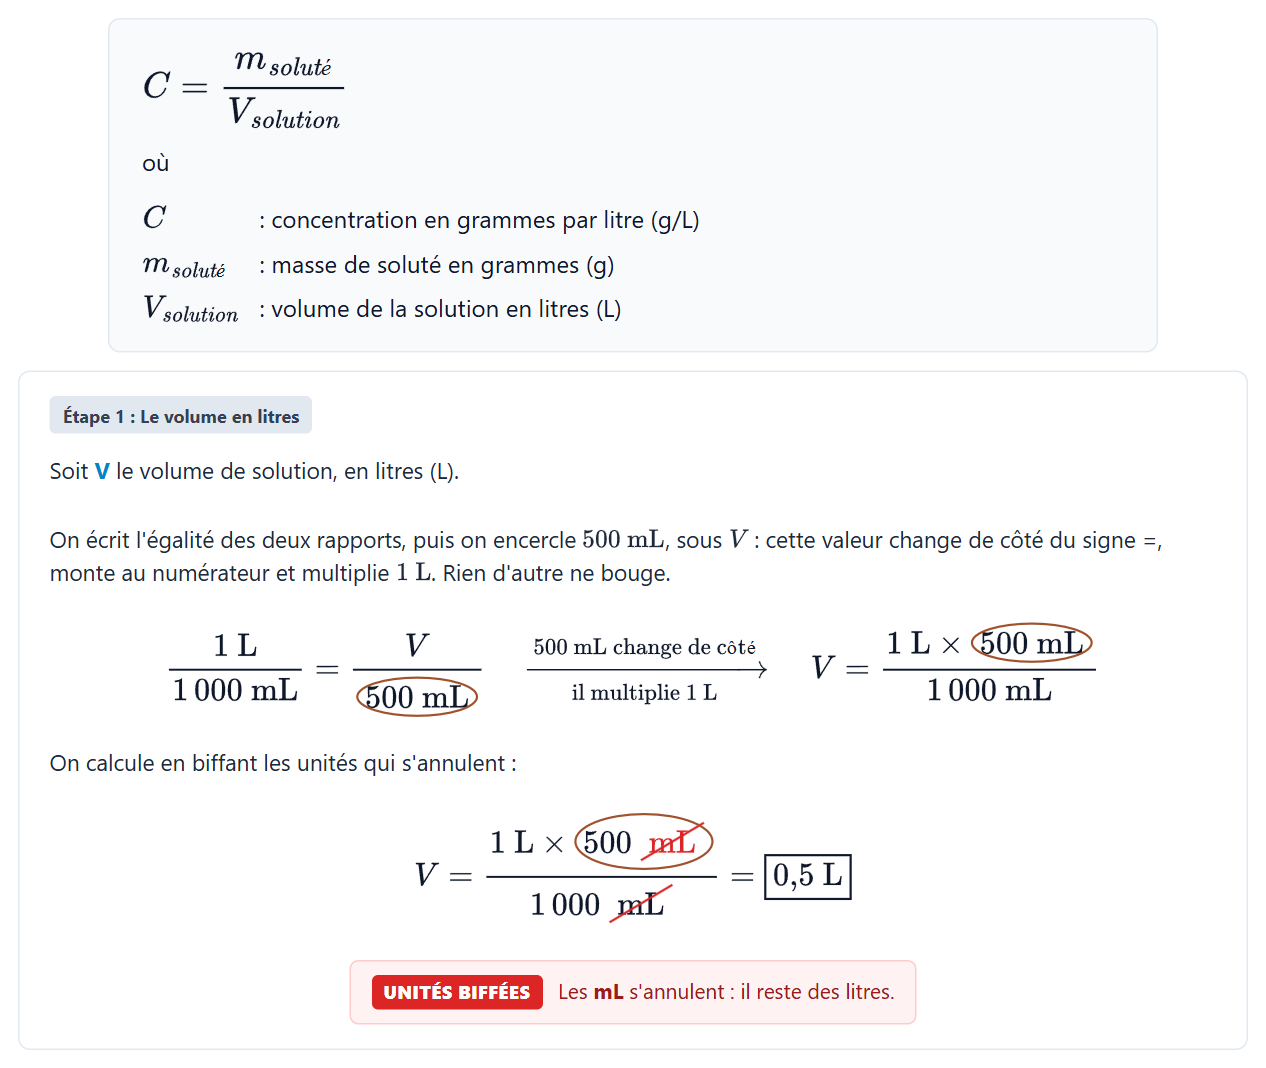 C = m_soluté / V_solution
où
C : concentration en grammes par litre (g/L)
m_soluté : masse de soluté en grammes (g)
V_solution : volume de la solution en litres (L)
Étape 1 : Le volume en litres
Soit V le volume de solution, en litres (L).
On écrit l'égalité des deux rapports, puis on encercle 500 mL, sous V : cette valeur change de côté du signe =,
monte au numérateur et multiplie 1 L. Rien d'autre ne bouge.
1 L / 1 000 mL = V / 500 mL 500 mL change de côté il multiplie 1 L V = 1 L × 500 mL / 1 000 mL
On calcule en biffant les unités qui s'annulent :
V = 1 L × 500 mL / 1 000 mL = 0,5 L
UNITÉS BIFFÉES Les mL s'annulent : il reste des litres.